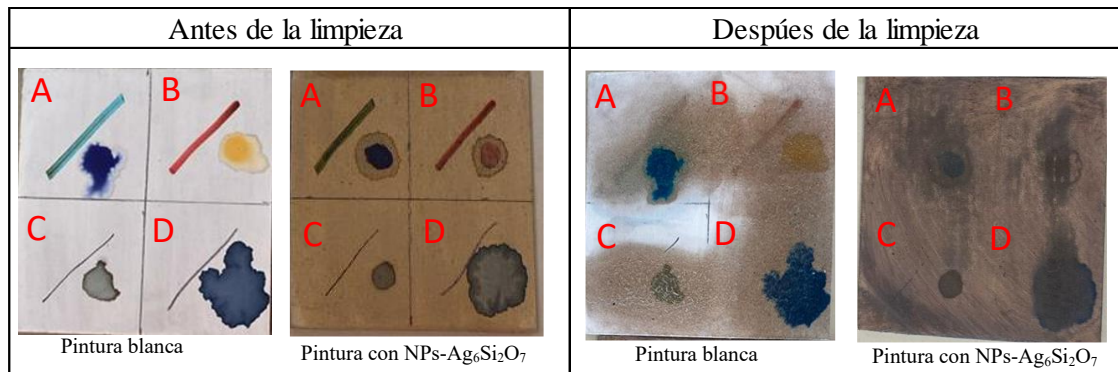 Antes de la limpieza
Despúes de la limpieza
A B
C D
A B
C D
A B
C D
A B
C D
Pintura blanca
Pintura con NPs-Ag₆Si₂O₇
Pintura blanca
Pintura con NPs-Ag₆Si₂O₇